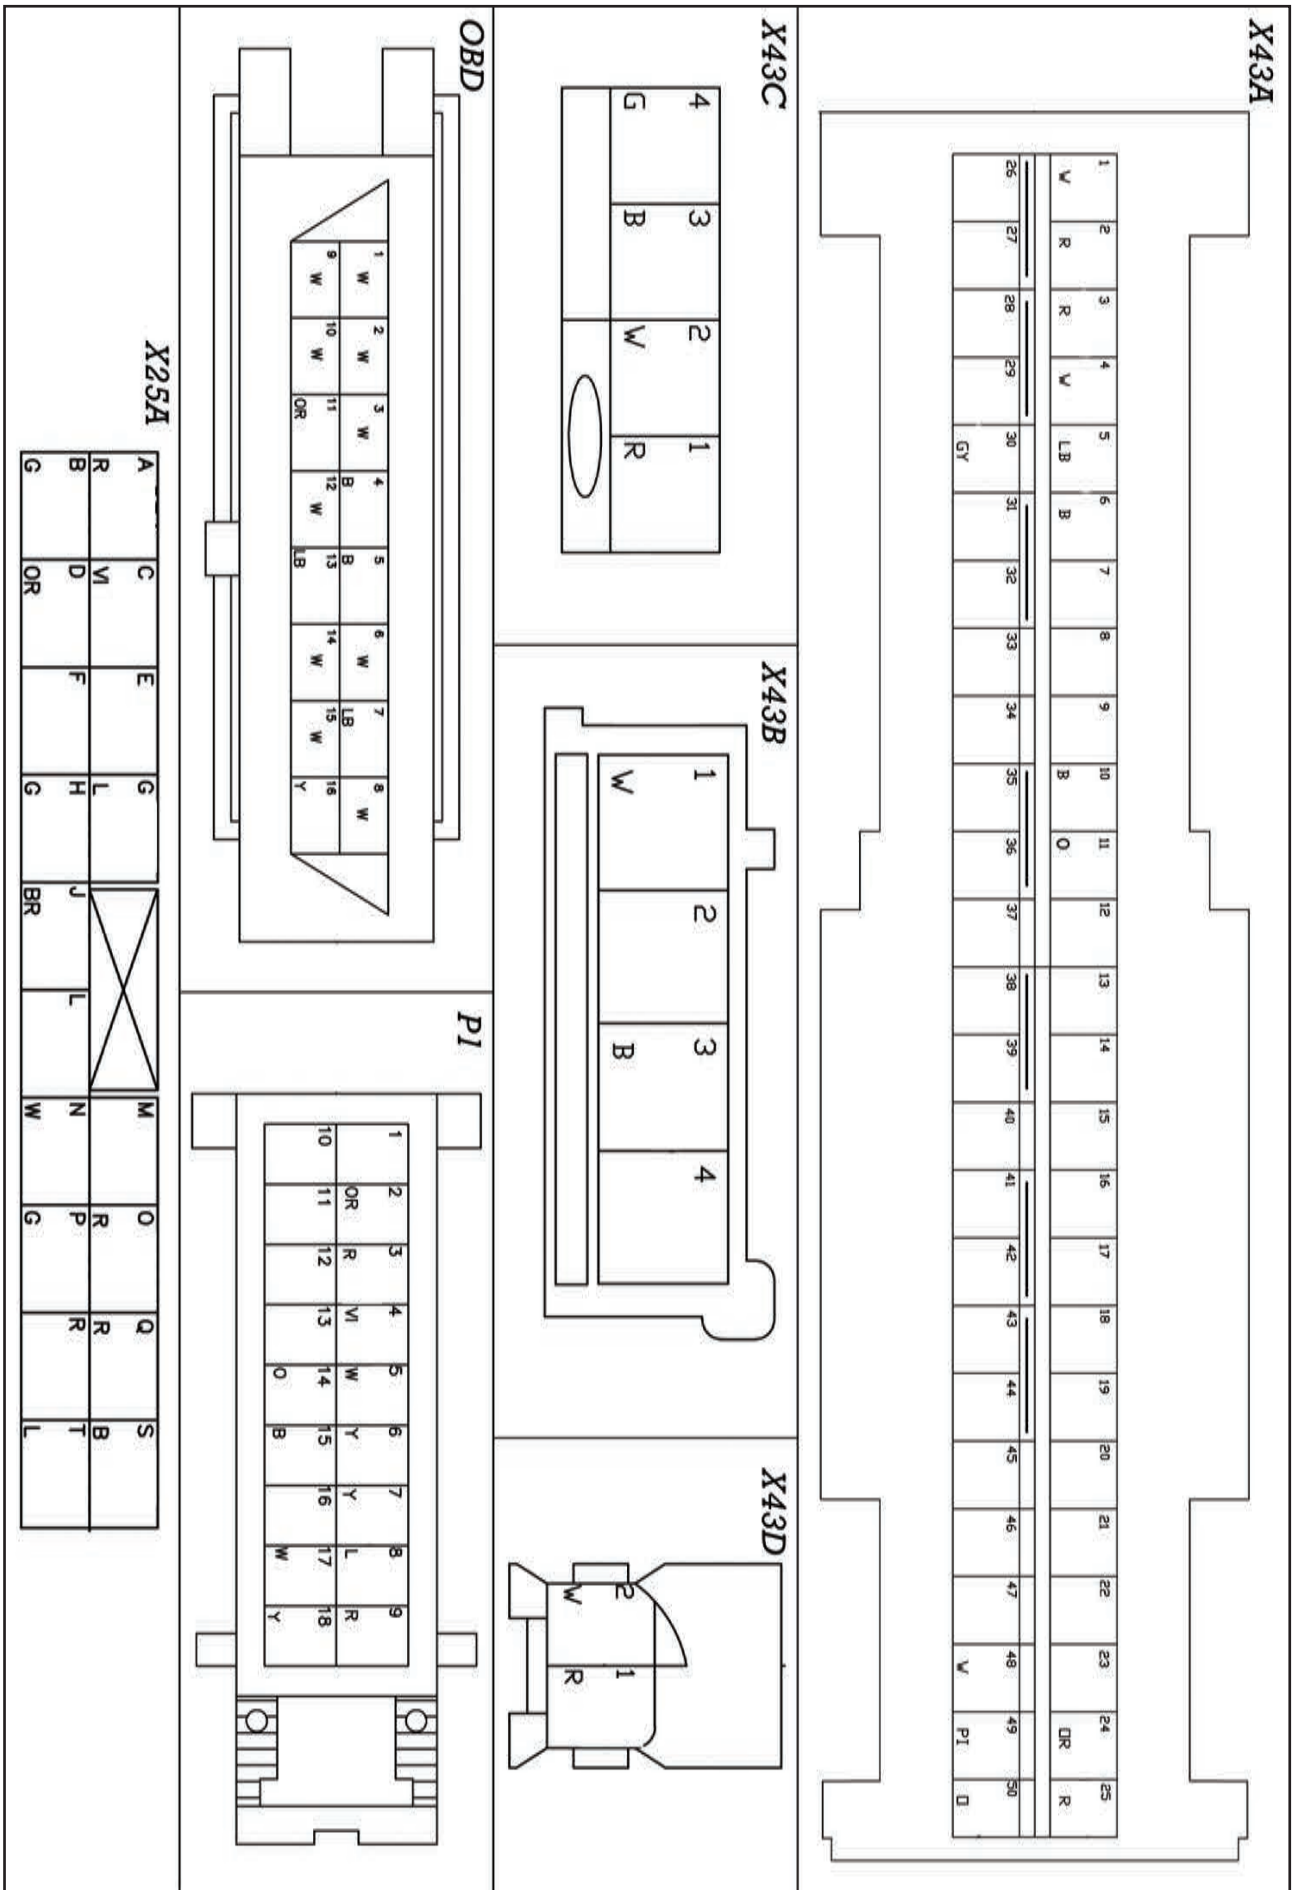 X43A
1 2 3 4 5 6 7 8 9 10 11 12 13 14 15 16 17 18 19 20 21 22 23 24 25
W R R W LB B B O OR R
26 27 28 29 30 31 32 33 34 35 36 37 38 39 40 41 42 43 44 45 46 47 48 49 50
GY W PI O
X43C
4 3 2 1
G B W R
X43B
1 2 3 4
W B
X43D
2 1
W R
OBD
1 2 3 4 5 6 7 8
W W W B B W LB W
9 10 11 12 13 14 15 16
W W OR W LB W W Y
P1
1 2 3 4 5 6 7 8 9
OR R VI W Y Y L R
10 11 12 13 14 15 16 17 18
O B W Y
X25A
A C E G M O Q S
R VI L R R B
B D F H J L N P R T
G OR G BR W G L